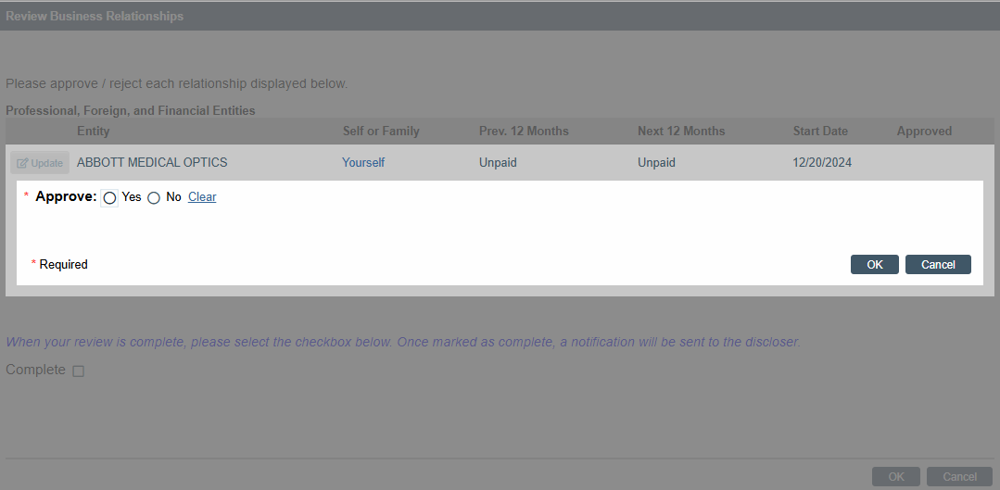 Review Business Relationships
Please approve / reject each relationship displayed below.
Professional, Foreign, and Financial Entities
Entity Self or Family Prev. 12 Months Next 12 Months Start Date Approved
Update ABBOTT MEDICAL OPTICS Yourself Unpaid Unpaid 12/20/2024
* Approve: Yes No Clear
* Required OK Cancel
When your review is complete, please select the checkbox below. Once marked as complete, a notification will be sent to the discloser.
Complete
OK Cancel